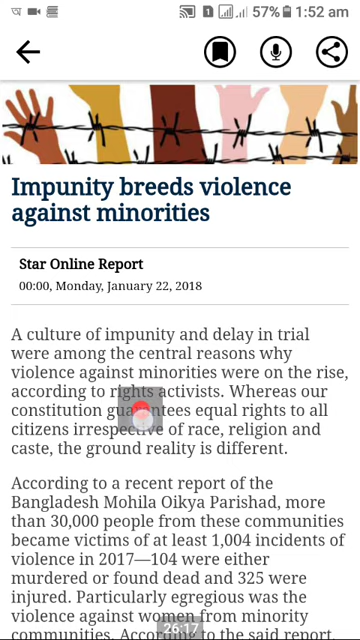 অ 1 57% 1:52 am
Impunity breeds violence
against minorities
Star Online Report
00:00, Monday, January 22, 2018
A culture of impunity and delay in trial
were among the central reasons why
violence against minorities were on the rise,
according to rights activists. Whereas our
constitution guarantees equal rights to all
citizens irrespective of race, religion and
caste, the ground reality is different.
According to a recent report of the
Bangladesh Mohila Oikya Parishad, more
than 30,000 people from these communities
became victims of at least 1,004 incidents of
violence in 2017—104 were either
murdered or found dead and 325 were
injured. Particularly egregious was the
violence against women from minority
communities. According to the said report,
26:17